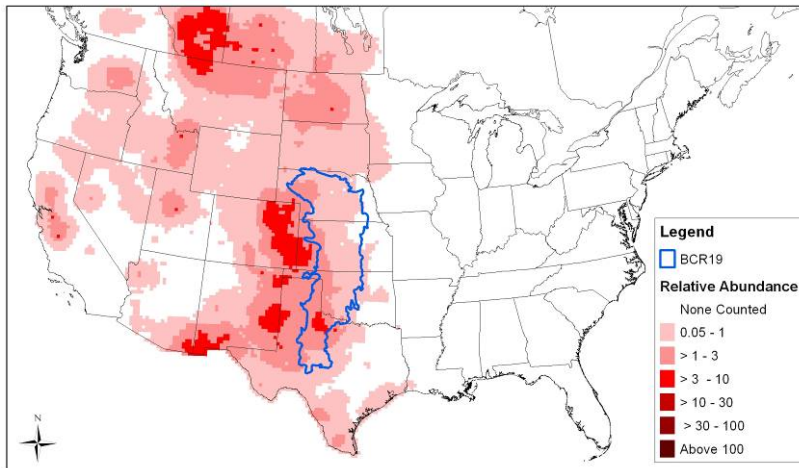 Legend
BCR19
Relative Abundance
None Counted
0.05 - 1
> 1 - 3
> 3 - 10
> 10 - 30
> 30 - 100
Above 100
N